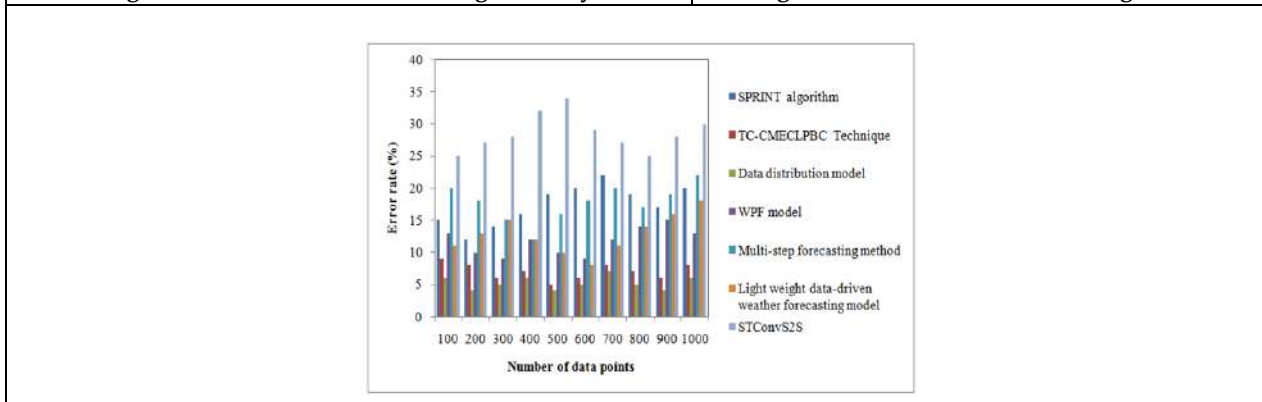 40
35
30
25
20
15
10
5
0
Error rate (%)
100 200 300 400 500 600 700 800 900 1000
Number of data points
SPRINT algorithm
TC-CMECLPBC Technique
Data distribution model
WPF model
Multi-step forecasting method
Light weight data-driven
weather forecasting model
STConvS2S